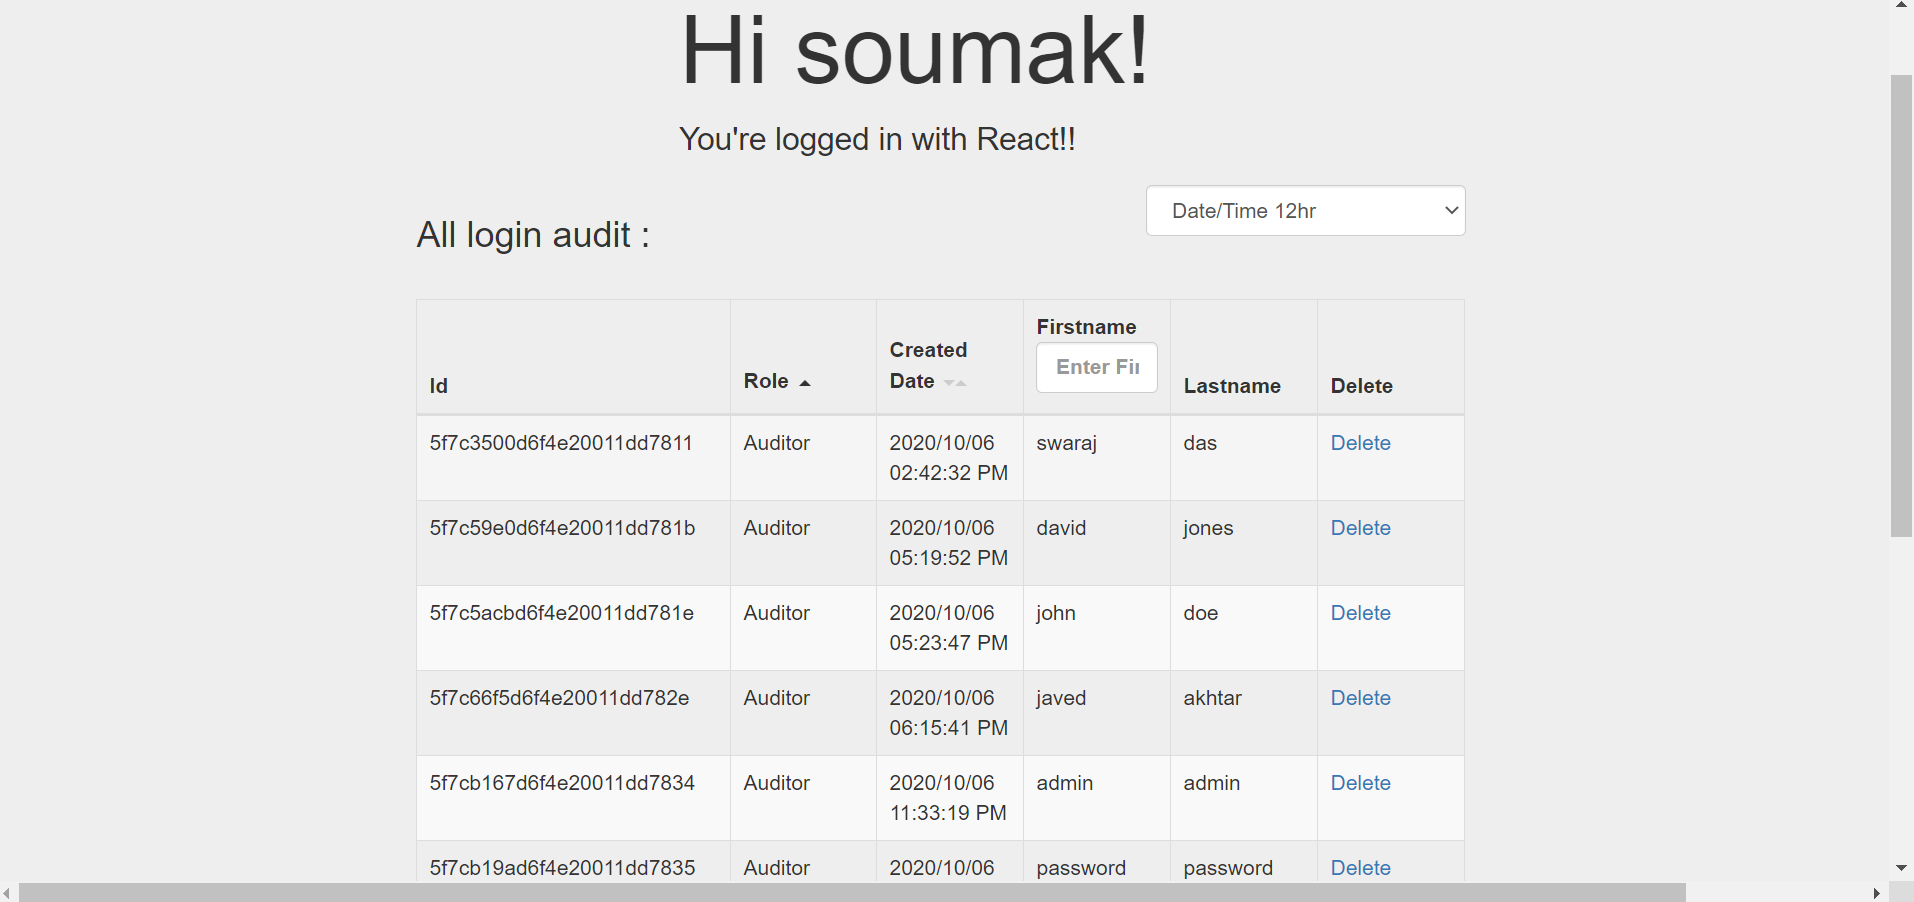 Hi soumak!
You're logged in with React!!
Date/Time 12hr
All login audit :
Id Role Created Date Firstname Lastname Delete
Enter Fir
5f7c3500d6f4e20011dd7811 Auditor 2020/10/06 02:42:32 PM swaraj das Delete
5f7c59e0d6f4e20011dd781b Auditor 2020/10/06 05:19:52 PM david jones Delete
5f7c5acbd6f4e20011dd781e Auditor 2020/10/06 05:23:47 PM john doe Delete
5f7c66f5d6f4e20011dd782e Auditor 2020/10/06 06:15:41 PM javed akhtar Delete
5f7cb167d6f4e20011dd7834 Auditor 2020/10/06 11:33:19 PM admin admin Delete
5f7cb19ad6f4e20011dd7835 Auditor 2020/10/06 password password Delete